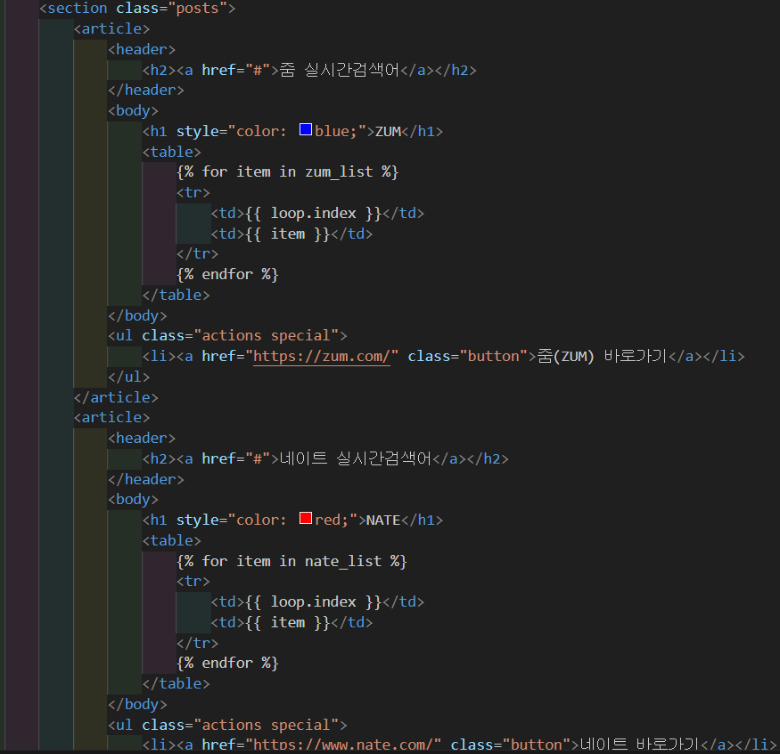 <section class="posts">
<article>
<header>
<h2><a href="#">줌 실시간검색어</a></h2>
</header>
<body>
<h1 style="color: blue;">ZUM</h1>
<table>
{% for item in zum_list %}
<tr>
<td>{{ loop.index }}</td>
<td>{{ item }}</td>
</tr>
{% endfor %}
</table>
</body>
<ul class="actions special">
<li><a href="https://zum.com/" class="button">줌(ZUM) 바로가기</a></li>
</ul>
</article>
<article>
<header>
<h2><a href="#">네이트 실시간검색어</a></h2>
</header>
<body>
<h1 style="color: red;">NATE</h1>
<table>
{% for item in nate_list %}
<tr>
<td>{{ loop.index }}</td>
<td>{{ item }}</td>
</tr>
{% endfor %}
</table>
</body>
<ul class="actions special">
<li><a href="https://www.nate.com/" class="button">네이트 바로가기</a></li>